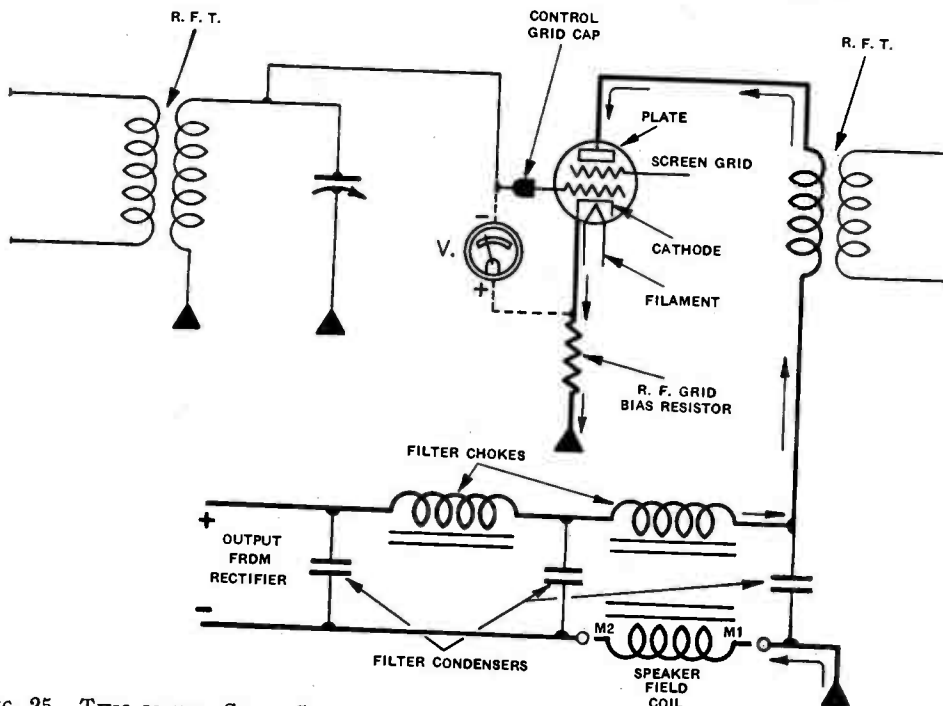 R. F. T.
CONTROL
GRID CAP
R. F. T.
PLATE
SCREEN GRID
V.
-
+
CATHODE
FILAMENT
R. F. GRID
BIAS RESISTOR
FILTER CHOKES
+
OUTPUT
FRDM
RECTIFIER
-
M2
M1
FILTER CONDENSERS
SPEAKER
FIELD
COIL
25